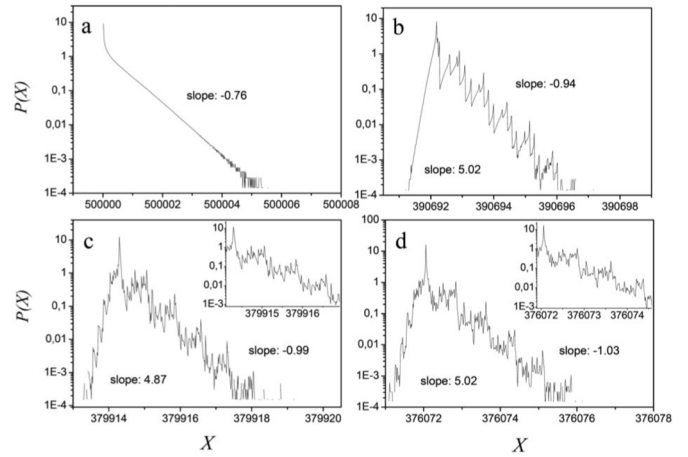 a
10
1
0,1
0,01
1E-3
1E-4
P(X)
slope: -0.76
500000 500002 500004 500006 500008
b
10
1
0,1
0,01
1E-3
1E-4
slope: -0.94
slope: 5.02
390692 390694 390696 390698
c
100
10
1
0,1
0,01
1E-3
1E-4
P(X)
10
1
0,1
0,01
1E-3
379915 379916
slope: -0.99
slope: 4.87
379914 379916 379918 379920
X
d
100
10
1
0,1
0,01
1E-3
1E-4
10
1
0,1
0,01
1E-3
376072 376073 376074
slope: -1.03
slope: 5.02
376072 376074 376076 376078
X